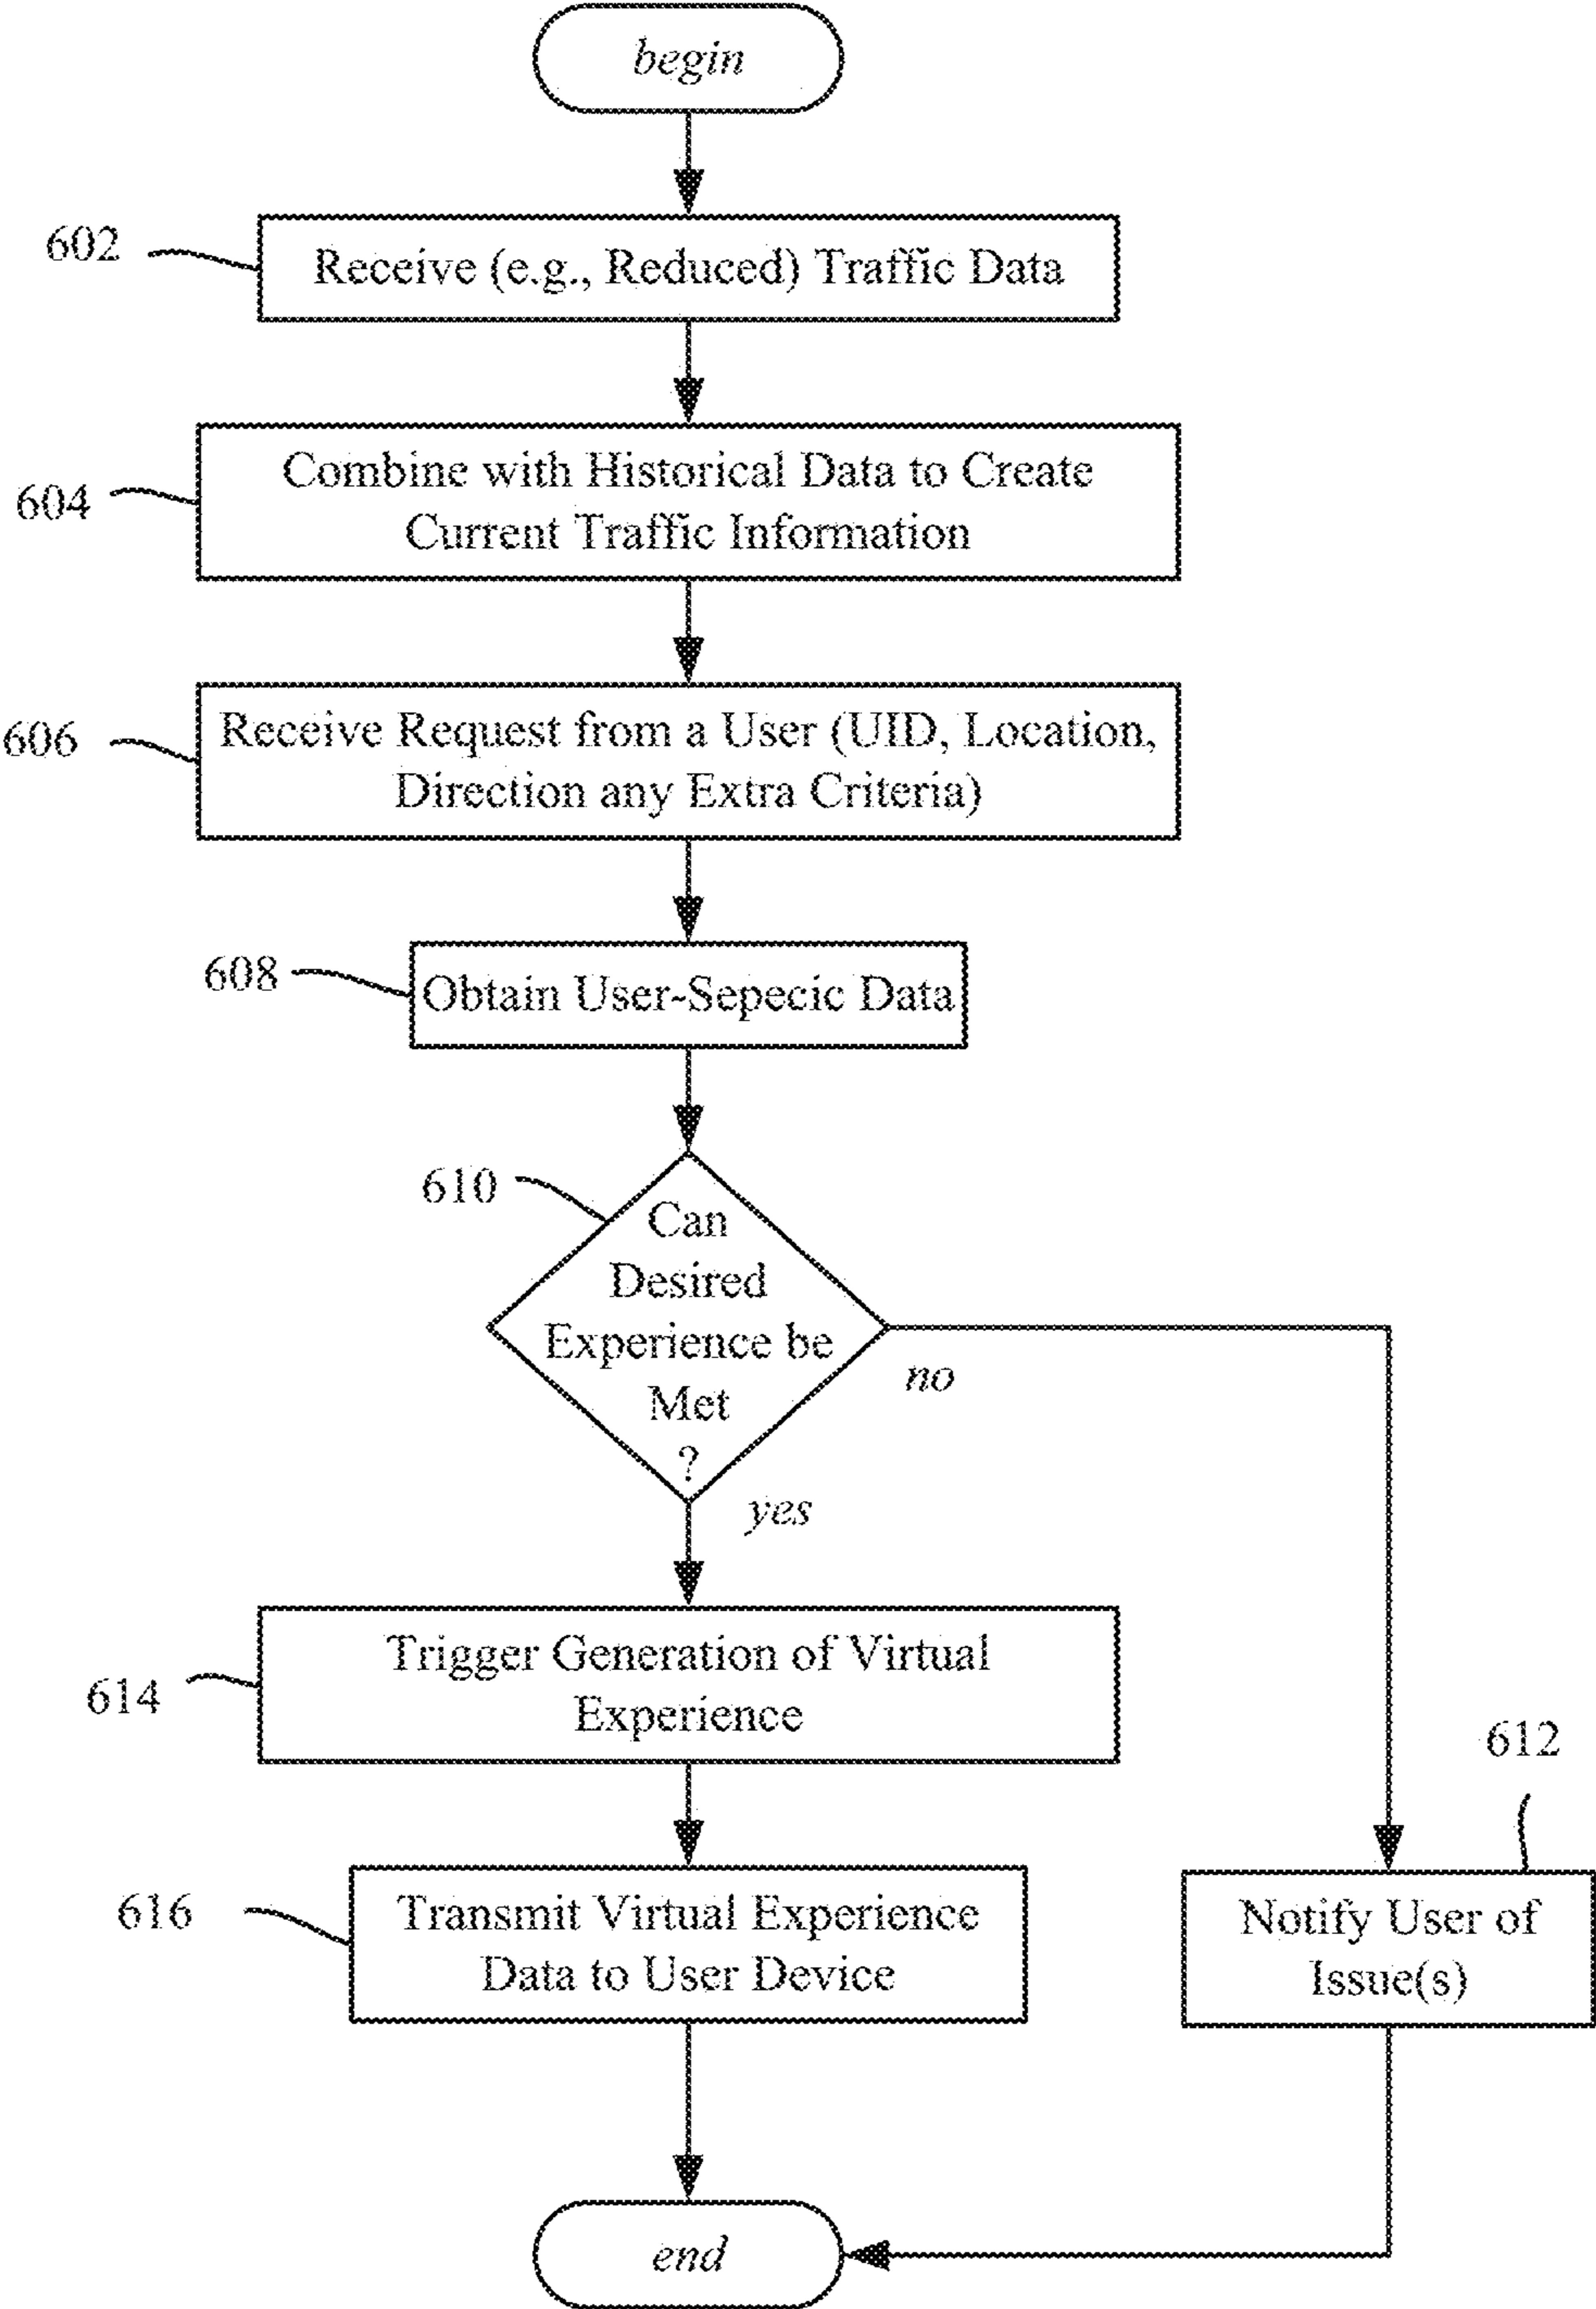 begin
602
Receive (e.g., Reduced) Traffic Data
604
Combine with Historical Data to Create
Current Traffic Information
606
Receive Request from a User (UID, Location,
Direction any Extra Criteria)
608
Obtain User-Sepecic Data
610
Can
Desired
Experience be
Met
?
no
yes
614
Trigger Generation of Virtual
Experience
612
616
Transmit Virtual Experience
Data to User Device
Notify User of
Issue(s)
end